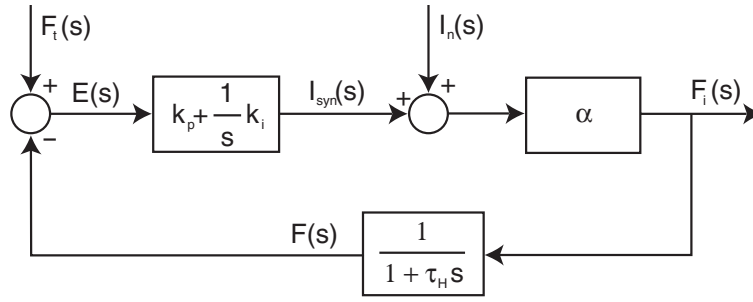 F_t(s)
I_n(s)
+
E(s)
k_p + 1/s k_i
I_syn(s)
+
+
α
F_i(s)
−
F(s)
1
1 + τ_H s